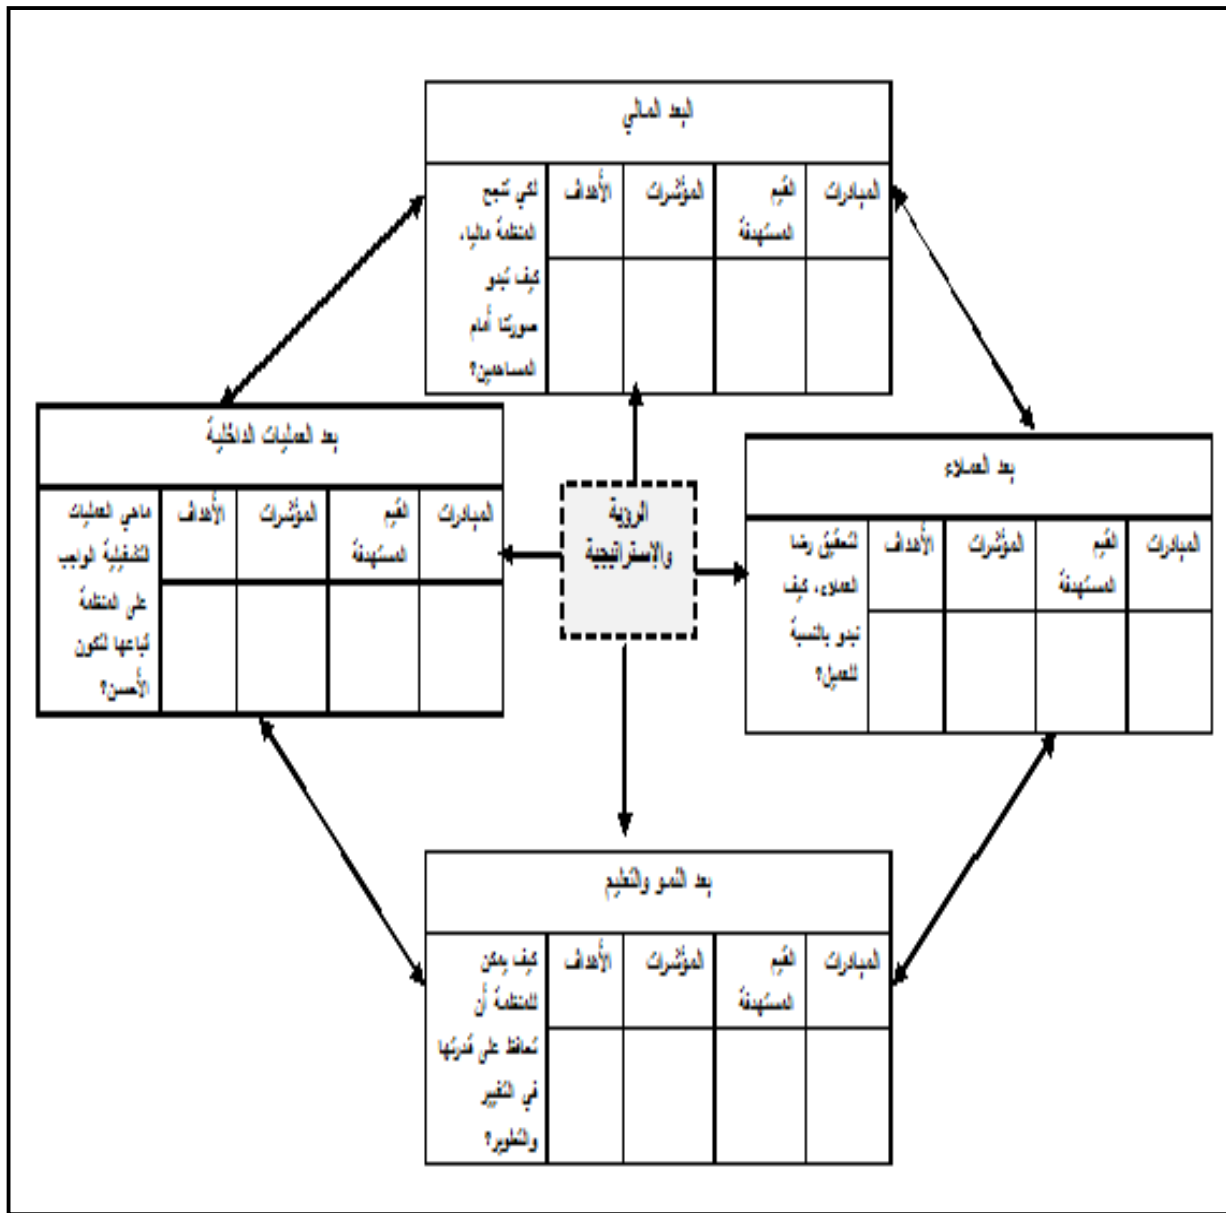 البعد المالي
لكي تنجح
المنظمة ماليا،
كيف تبدو
صورتنا أمام
المساهمين؟
الأهداف
المؤشرات
القيم
المستهدفة
المبادرات
بعد العمليات الداخلية
ماهي العمليات
التشغيلية الواجب
على المنظمة
اتباعها لتكون
الأحسن؟
الأهداف
المؤشرات
القيم
المستهدفة
المبادرات
الرؤية
والإستراتيجية
بعد العملاء
لتحقيق رضا
العملاء، كيف
نبدو بالنسبة
للعميل؟
الأهداف
المؤشرات
القيم
المستهدفة
المبادرات
بعد النمو والتعليم
كيف يمكن
للمنظمة أن
تحافظ على قدرتها
في التغيير
والتطوير؟
الأهداف
المؤشرات
القيم
المستهدفة
المبادرات